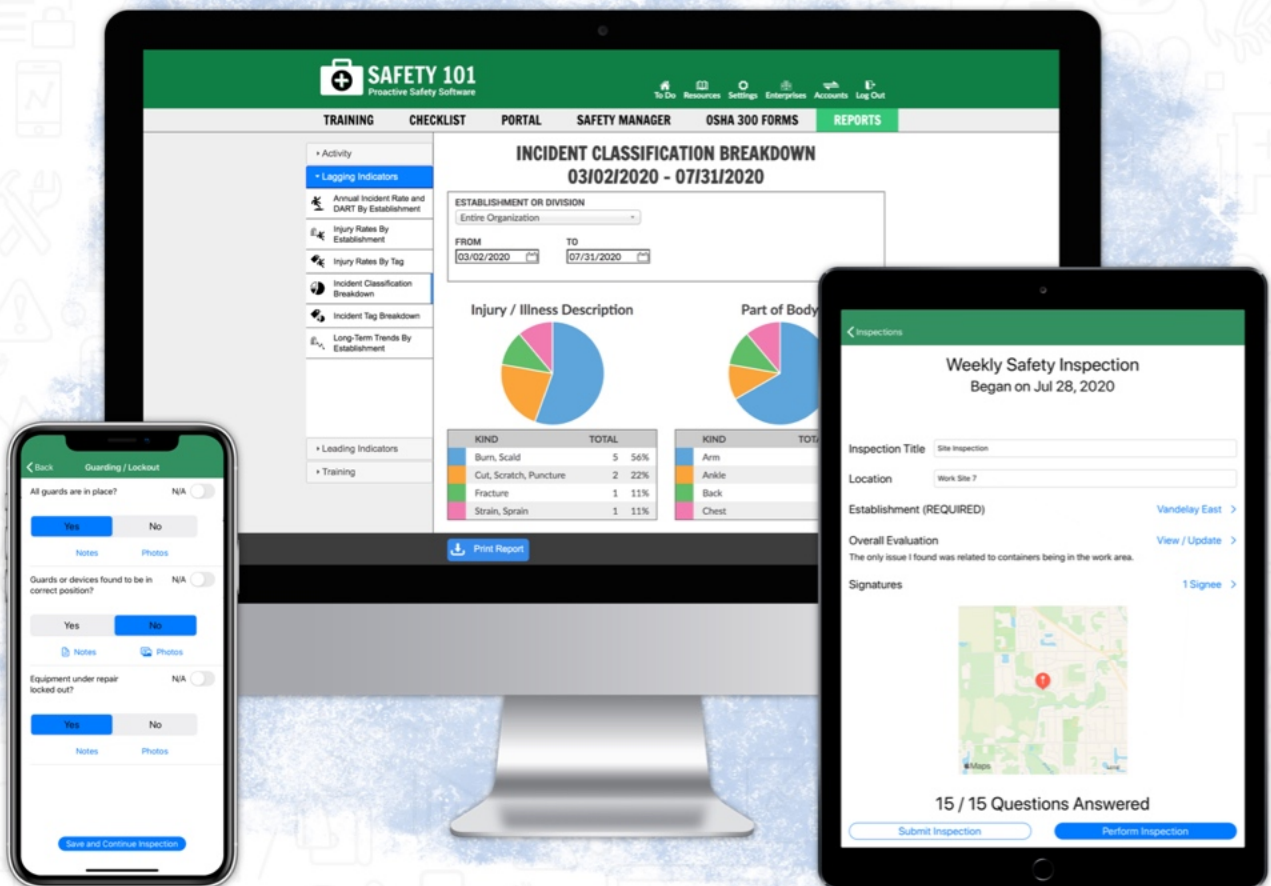 SAFETY 101
Proactive Safety Software
To Do Resources Settings Enterprises Accounts Log Out
TRAINING CHECKLIST PORTAL SAFETY MANAGER OSHA 300 FORMS REPORTS
Activity
Lagging Indicators
Annual Incident Rate and
DART By Establishment
Injury Rates By
Establishment
Injury Rates By Tag
Incident Classification
Breakdown
Incident Tag Breakdown
Long-Term Trends By
Establishment
Leading Indicators
Training
INCIDENT CLASSIFICATION BREAKDOWN
03/02/2020 - 07/31/2020
ESTABLISHMENT OR DIVISION
Entire Organization
FROM TO
03/02/2020 07/31/2020
Injury / Illness Description
KIND TOTAL
Burn, Scald 5 56%
Cut, Scratch, Puncture 2 22%
Fracture 1 11%
Strain, Sprain 1 11%
Part of Body
KIND
Arm
Ankle
Back
Chest
Print Report
Back Guarding / Lockout
All guards are in place? N/A
Yes No
Notes Photos
Guards or devices found to be in N/A
correct position?
Yes No
Notes Photos
Equipment under repair N/A
locked out?
Yes No
Notes Photos
Save and Continue Inspection
Inspections
Weekly Safety Inspection
Began on Jul 28, 2020
Inspection Title Site Inspection
Location Work Site 7
Establishment (REQUIRED) Vandelay East
Overall Evaluation View / Update
The only issue I found was related to containers being in the work area.
Signatures 1 Signee
Maps
15 / 15 Questions Answered
Submit Inspection Perform Inspection